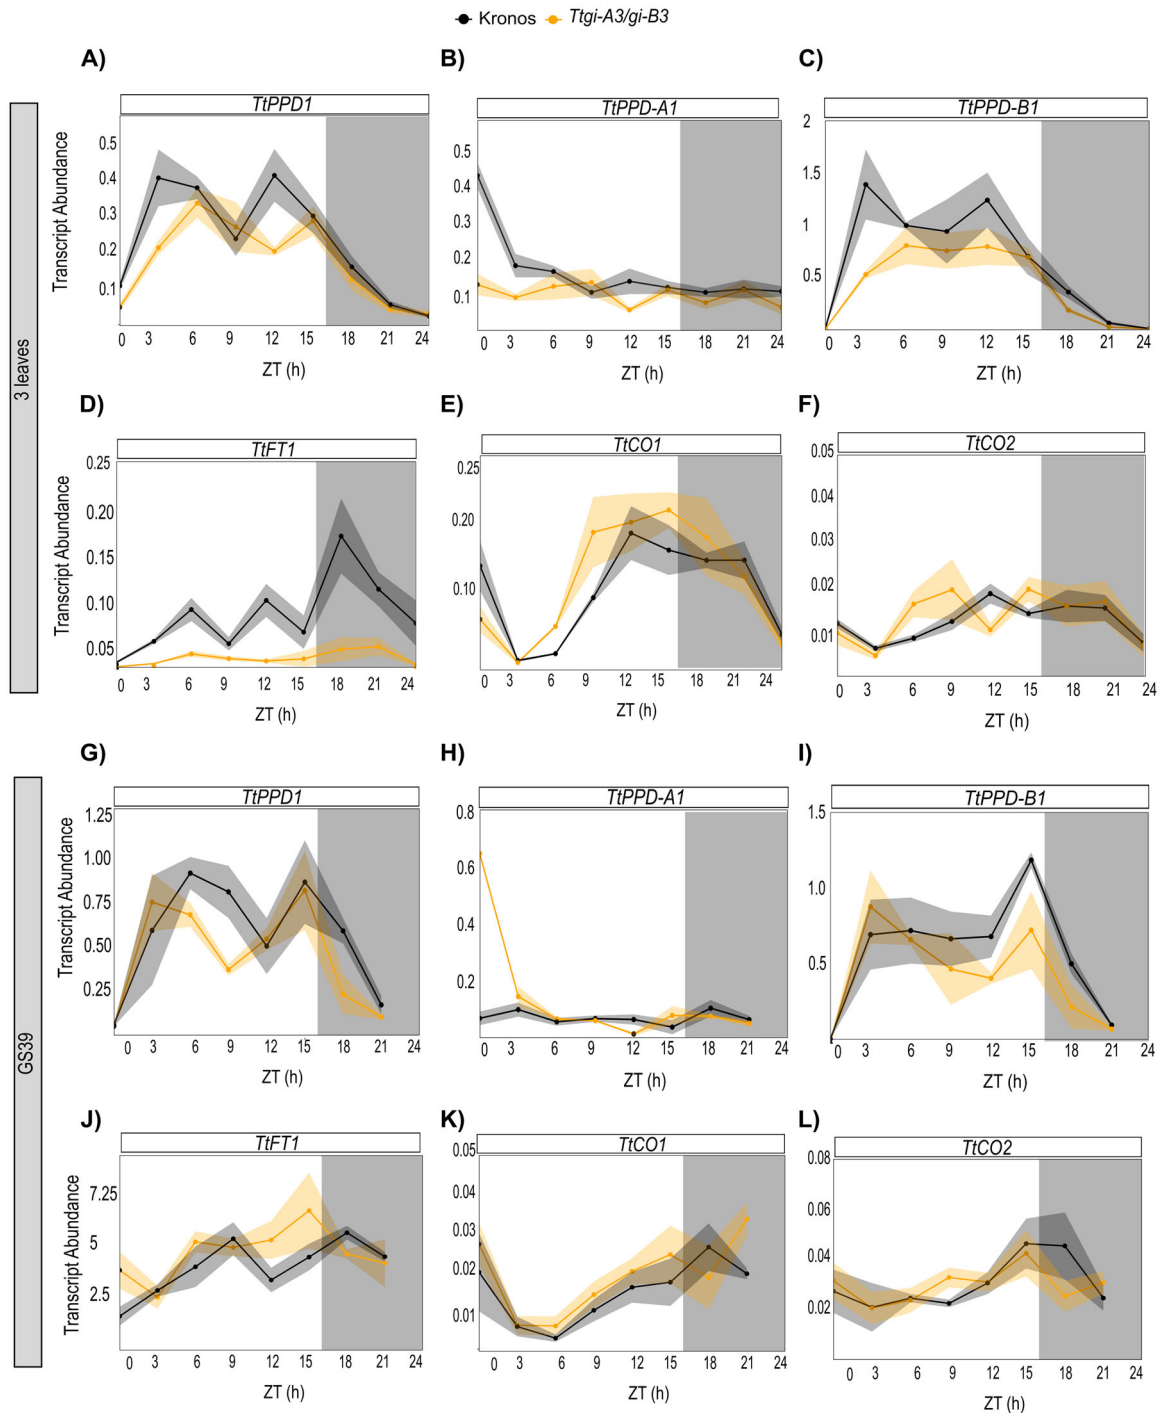 Kronos Ttgi-A3/gi-B3
A) B) C)
TtPPD1 TtPPD-A1 TtPPD-B1
3 leaves
Transcript Abundance
0.5 0.4 0.3 0.2 0.1
0.5 0.4 0.3 0.2 0.1
2 1.5 1 0.5
0 3 6 9 12 15 18 21 24
0 3 6 9 12 15 18 21 24
0 3 6 9 12 15 18 21 24
ZT (h) ZT (h) ZT (h)
D) E) F)
TtFT1 TtCO1 TtCO2
Transcript Abundance
0.25 0.20 0.15 0.10 0.05
0.25 0.20 0.10
0.05 0.04 0.03 0.02 0.01
0 3 6 9 12 15 18 21 24
0 3 6 9 12 15 18 21 24
0 3 6 9 12 15 18 21 24
ZT (h) ZT (h) ZT (h)
G) H) I)
TtPPD1 TtPPD-A1 TtPPD-B1
GS39
Transcript Abundance
1.25 1.00 0.75 0.50 0.25
0.8 0.6 0.4 0.2
1.5 1.0 0.5
0 3 6 9 12 15 18 21 24
0 3 6 9 12 15 18 21 24
0 3 6 9 12 15 18 21 24
ZT (h) ZT (h) ZT (h)
J) K) L)
TtFT1 TtCO1 TtCO2
Transcript Abundance
7.25 5 2.5
0.05 0.04 0.03 0.02 0.01
0.08 0.06 0.04 0.02
0 3 6 9 12 15 18 21 24
0 3 6 9 12 15 18 21 24
0 3 6 9 12 15 18 21 24
ZT (h) ZT (h) ZT (h)